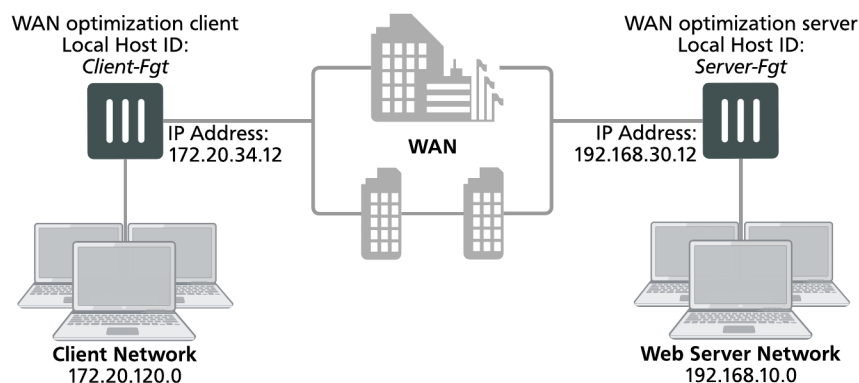 WAN optimization client
Local Host ID:
Client-Fgt
IP Address:
172.20.34.12
Client Network
172.20.120.0
WAN
WAN optimization server
Local Host ID:
Server-Fgt
IP Address:
192.168.30.12
Web Server Network
192.168.10.0